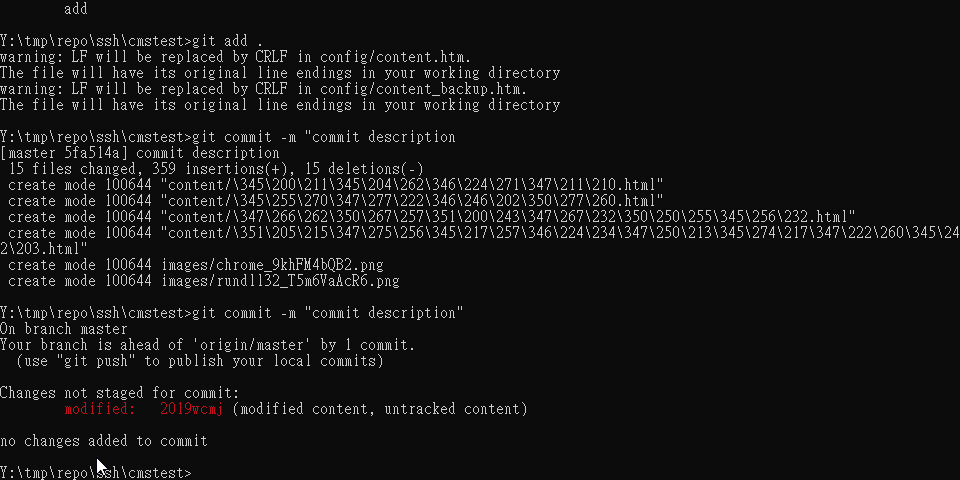 add
Y:\tmp\repo\ssh\cmstest>git add .
warning: LF will be replaced by CRLF in config/content.htm.
The file will have its original line endings in your working directory
warning: LF will be replaced by CRLF in config/content_backup.htm.
The file will have its original line endings in your working directory
Y:\tmp\repo\ssh\cmstest>git commit -m "commit description
[master 5fa514a] commit description
15 files changed, 359 insertions(+), 15 deletions(-)
create mode 100644 "content/\345\200\211\345\204\262\346\224\271\347\211\210.html"
create mode 100644 "content/\345\255\270\347\277\222\346\246\202\350\277\260.html"
create mode 100644 "content/\347\266\262\350\267\257\351\200\243\347\267\232\350\250\255\345\256\232.html"
create mode 100644 "content/\351\205\215\347\275\256\345\217\257\346\224\234\347\250\213\345\274\217\347\222\260\345\24
2\203.html"
create mode 100644 images/chrome_9khFM4bQB2.png
create mode 100644 images/rundll32_T5m6VaAcR6.png
Y:\tmp\repo\ssh\cmstest>git commit -m "commit description"
On branch master
Your branch is ahead of 'origin/master' by 1 commit.
(use "git push" to publish your local commits)
Changes not staged for commit:
modified:   2019wcmj (modified content, untracked content)
no changes added to commit
Y:\tmp\repo\ssh\cmstest>